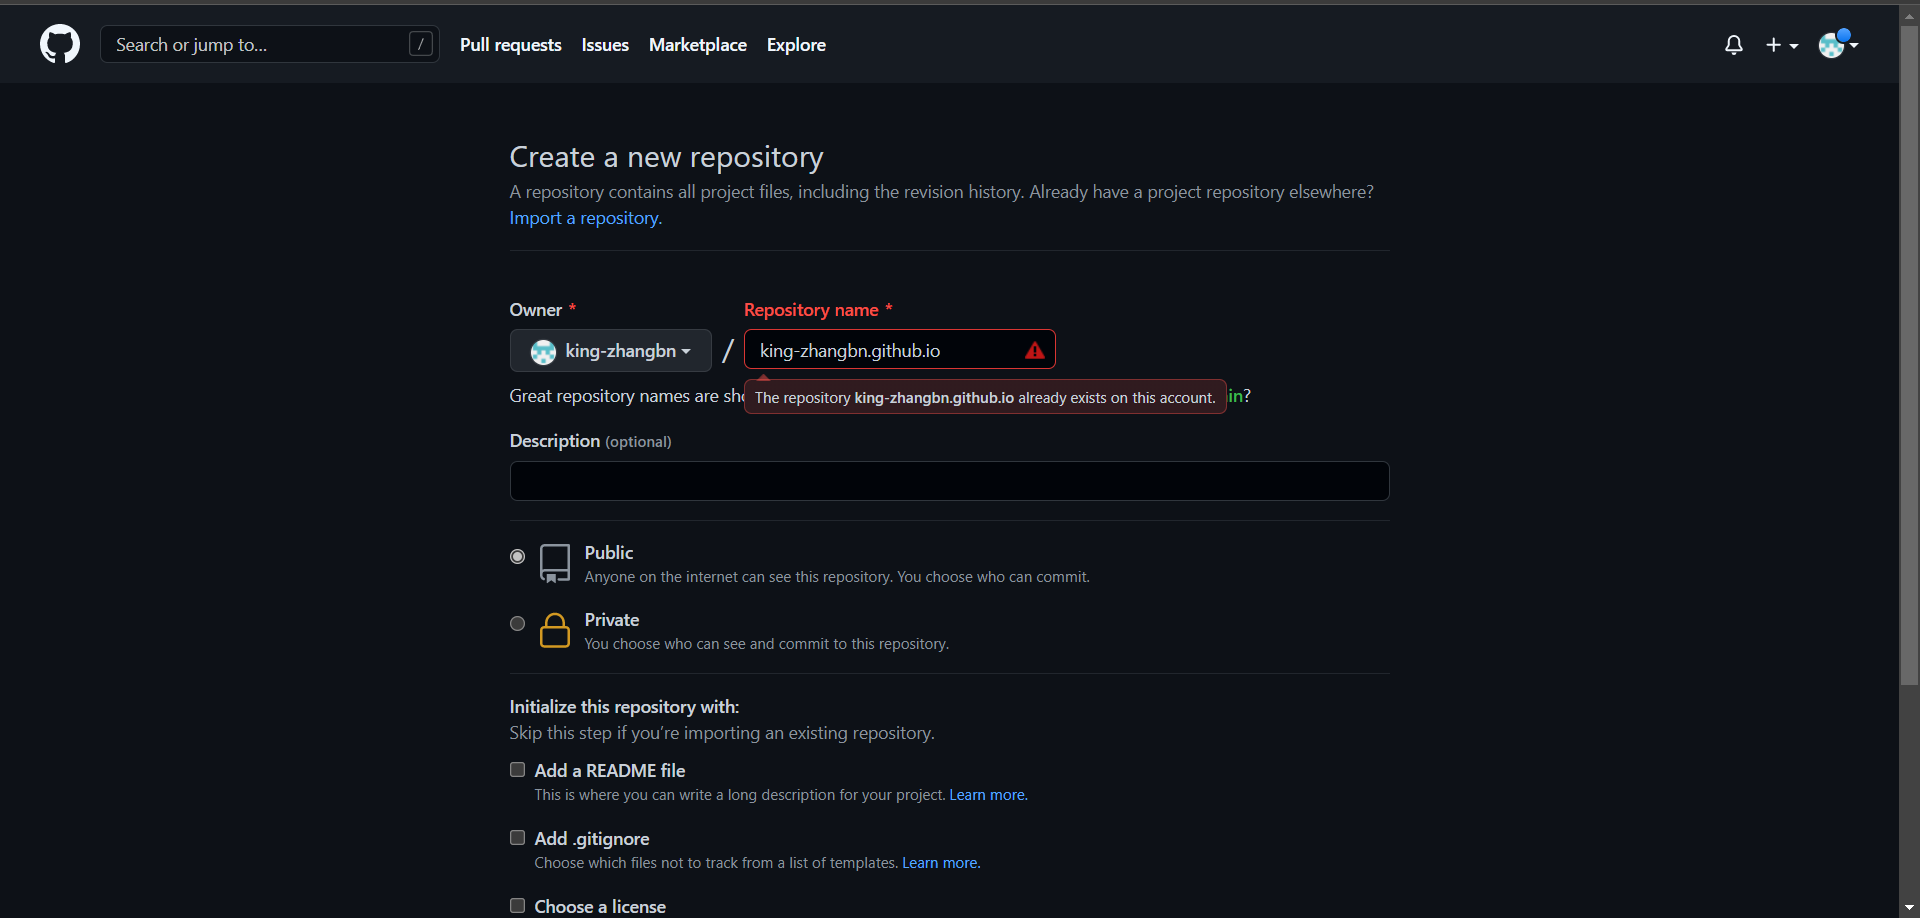 Search or jump to... /
Pull requests Issues Marketplace Explore
Create a new repository
A repository contains all project files, including the revision history. Already have a project repository elsewhere?
Import a repository.
Owner * Repository name *
king-zhangbn / king-zhangbn.github.io
Great repository names are sho in?
The repository king-zhangbn.github.io already exists on this account.
Description (optional)
Public
Anyone on the internet can see this repository. You choose who can commit.
Private
You choose who can see and commit to this repository.
Initialize this repository with:
Skip this step if you’re importing an existing repository.
Add a README file
This is where you can write a long description for your project. Learn more.
Add .gitignore
Choose which files not to track from a list of templates. Learn more.
Choose a license